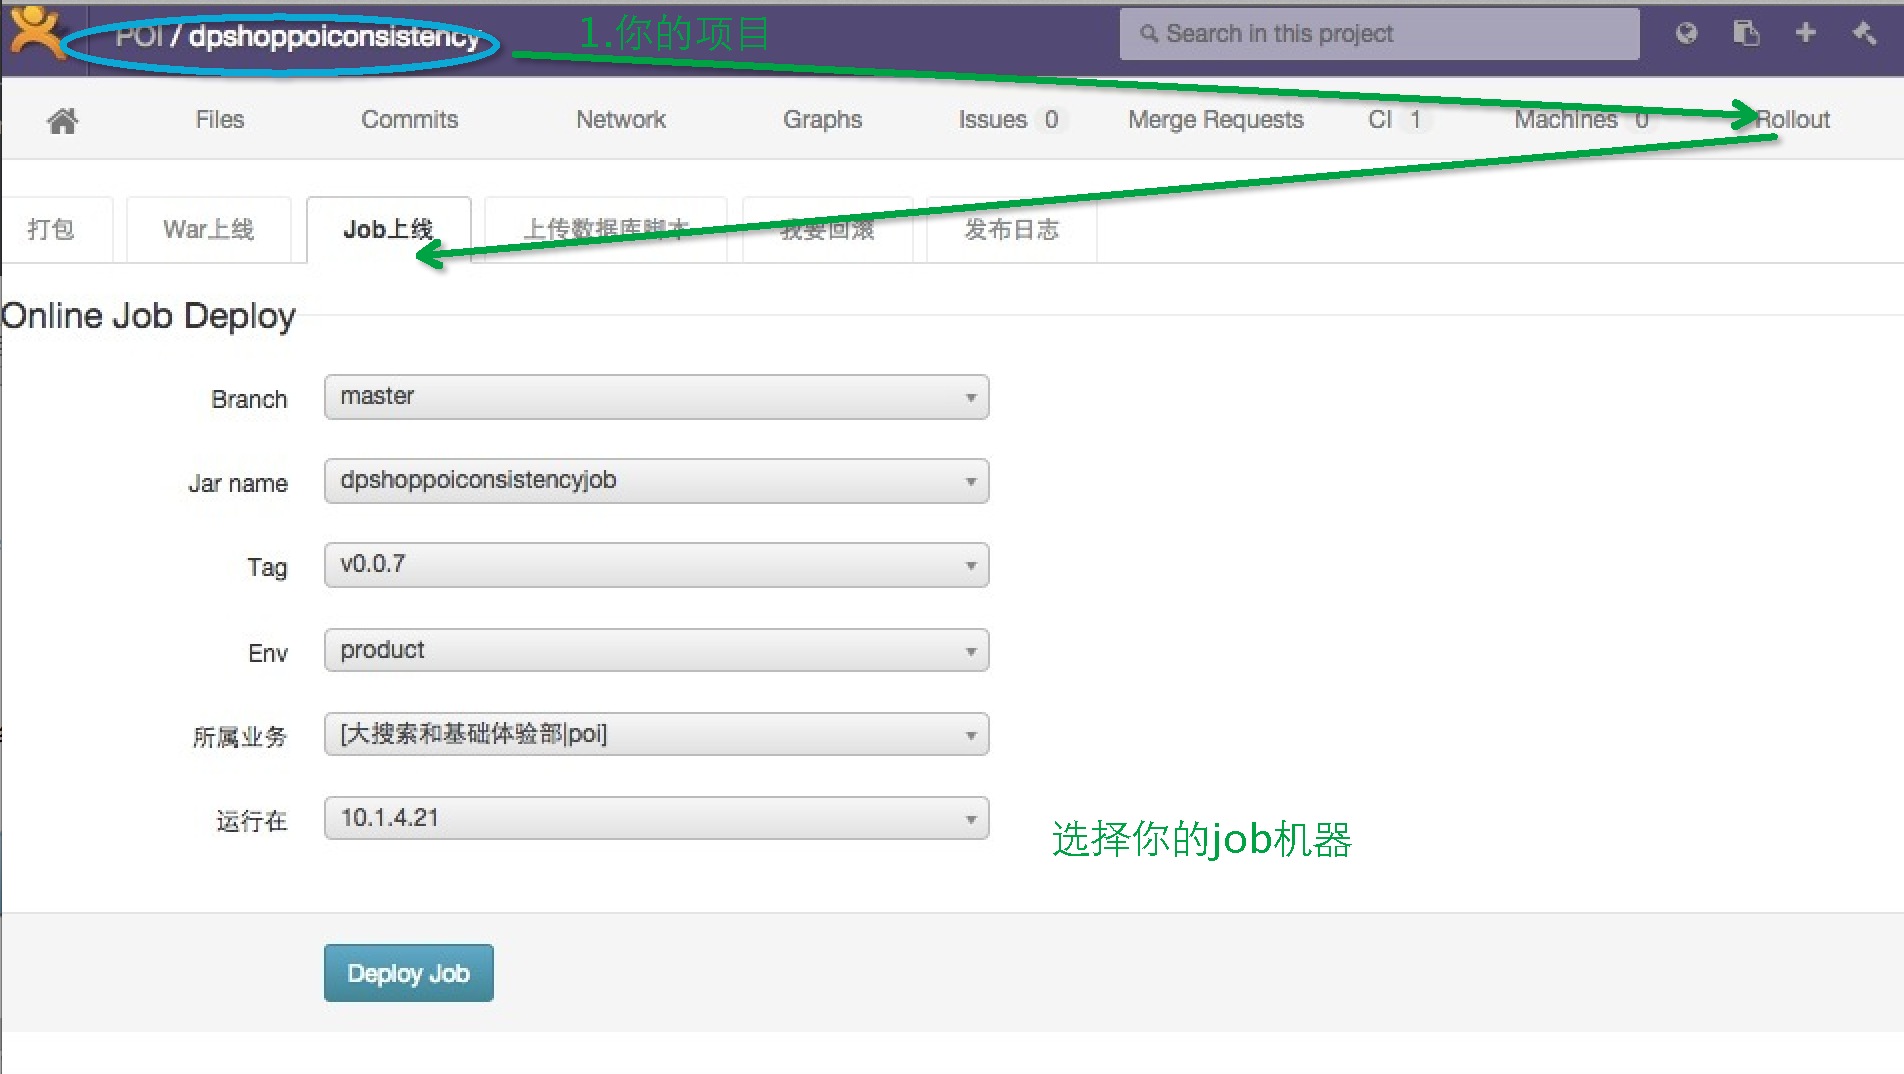 POI / dpshoppoiconsistency
1.你的项目
Search in this project
Files Commits Network Graphs Issues 0 Merge Requests CI 1 Machines 0 Rollout
打包 War上线 Job上线 上传数据库脚本 我要回滚 发布日志
Online Job Deploy
Branch master
Jar name dpshoppoiconsistencyjob
Tag v0.0.7
Env product
所属业务 [大搜索和基础体验部|poi]
运行在 10.1.4.21
选择你的job机器
Deploy Job